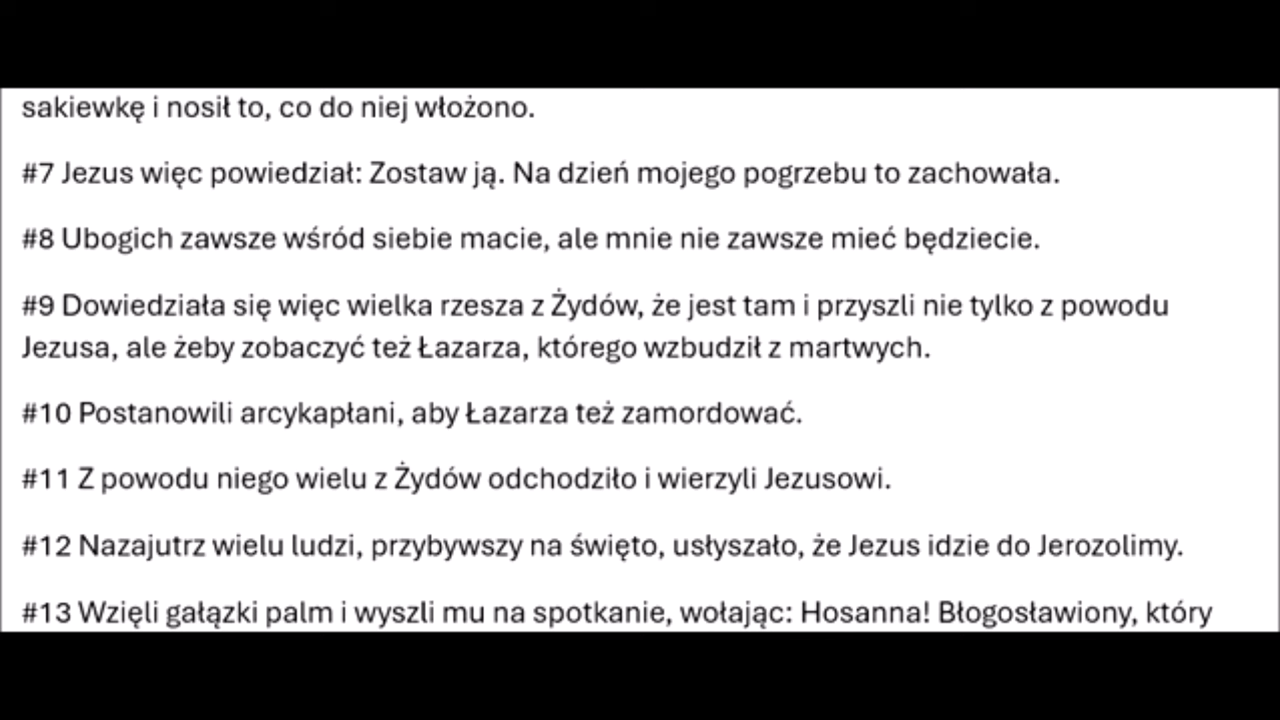 sakiewkę i nosił to, co do niej włożono.
#7 Jezus więc powiedział: Zostaw ją. Na dzień mojego pogrzebu to zachowała.
#8 Ubogich zawsze wśród siebie macie, ale mnie nie zawsze mieć będziecie.
#9 Dowiedziała się więc wielka rzesza z Żydów, że jest tam i przyszli nie tylko z powodu
Jezusa, ale żeby zobaczyć też Łazarza, którego wzbudził z martwych.
#10 Postanowili arcykapłani, aby Łazarza też zamordować.
#11 Z powodu niego wielu z Żydów odchodziło i wierzyli Jezusowi.
#12 Nazajutrz wielu ludzi, przybywszy na święto, usłyszało, że Jezus idzie do Jerozolimy.
#13 Wzięli gałązki palm i wyszli mu na spotkanie, wołając: Hosanna! Błogosławiony, który